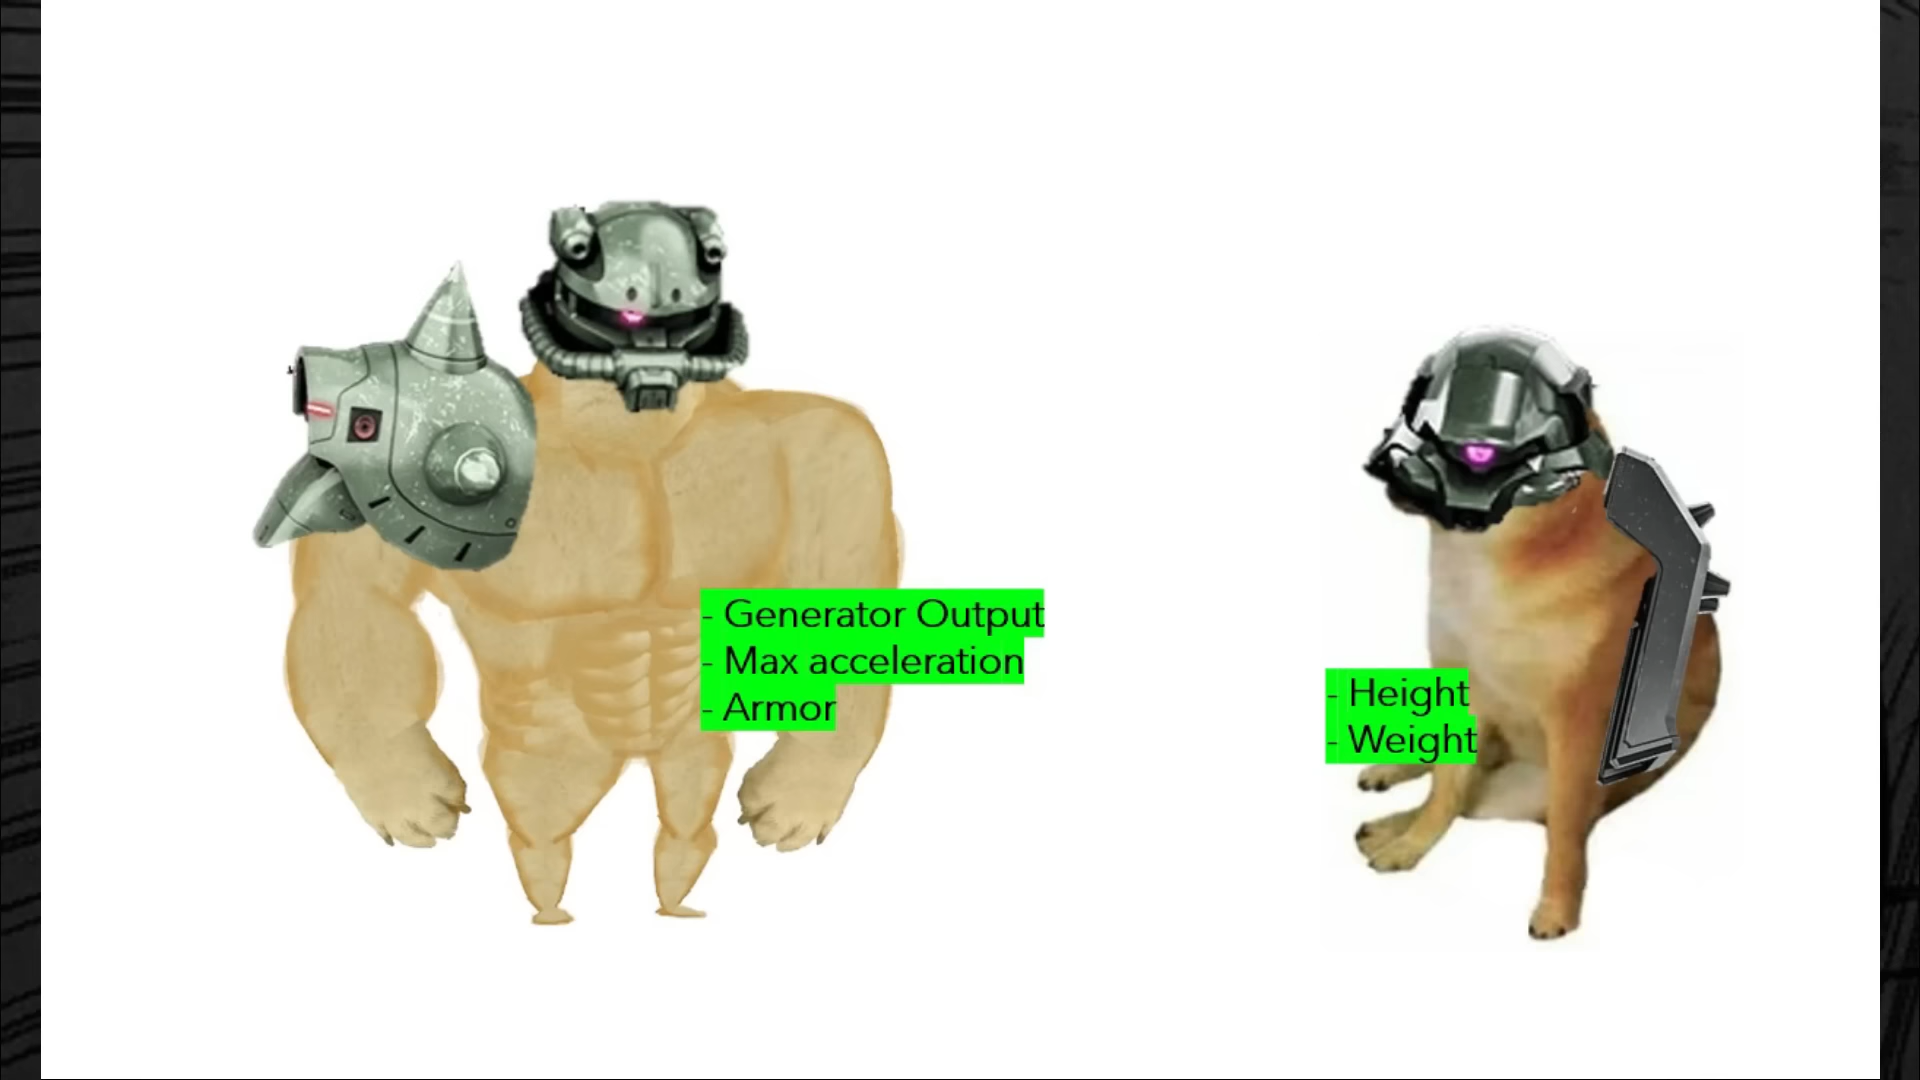 - Generator Output
- Max acceleration
- Armor
- Height
- Weight